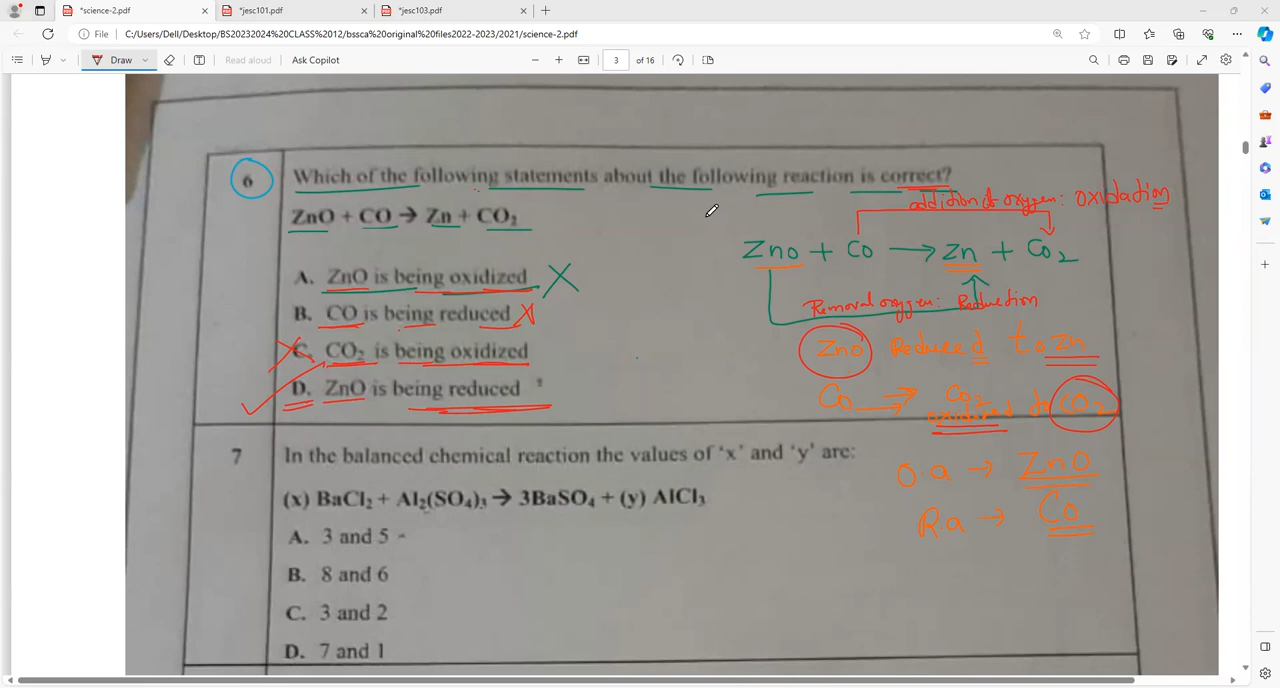 *science-2.pdf
*jesc101.pdf
*jesc103.pdf
File
C:/Users/Dell/Desktop/BS20232024%20CLASS%2012/bssca%20original%20files2022-2023/2021/science-2.pdf
Draw
Read aloud
Ask Copilot
3
of 16
6
Which of the following statements about the following reaction is correct?
addition of oxygen: oxidation
ZnO + CO → Zn + CO₂
ZnO + CO → Zn + CO₂
A. ZnO is being oxidized
Removal oxygen: Reduction
B. CO is being reduced
ZnO Reduced to Zn
C. CO₂ is being oxidized
D. ZnO is being reduced
CO → CO₂
oxidized to CO₂
7
In the balanced chemical reaction the values of ‘x’ and ‘y’ are:
O.a → ZnO
(x) BaCl₂ + Al₂(SO₄)₃ → 3BaSO₄ + (y) AlCl₃
R.a → CO
A. 3 and 5
B. 8 and 6
C. 3 and 2
D. 7 and 1